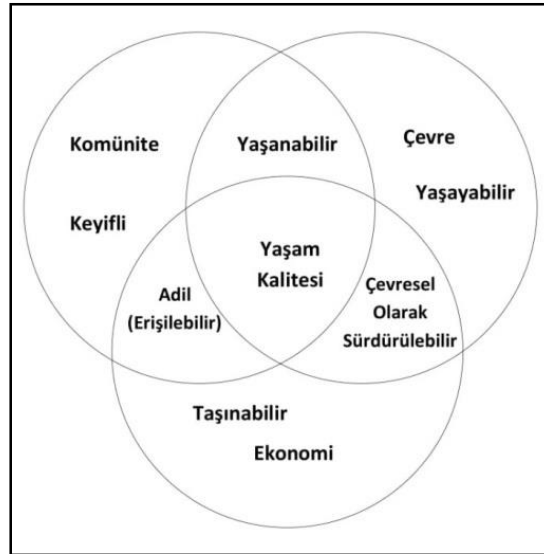 Komünite
Yaşanabilir
Çevre
Yaşayabilir
Keyifli
Yaşam
Kalitesi
Adil
(Erişilebilir)
Çevresel
Olarak
Sürdürülebilir
Taşınabilir
Ekonomi